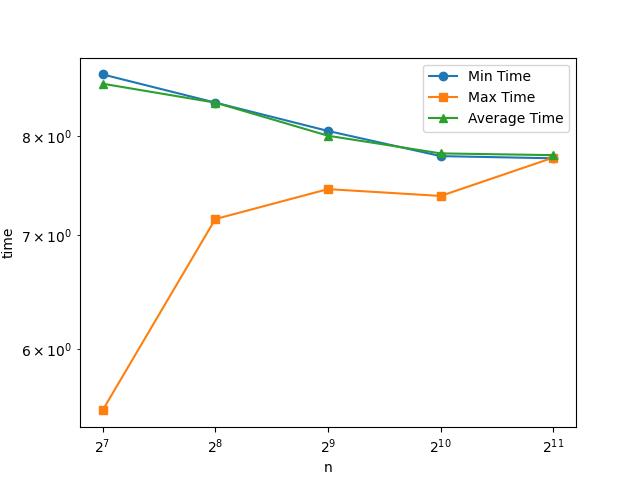 Min Time
Max Time
Average Time
8 × 10⁰
7 × 10⁰
6 × 10⁰
time
2⁷ 2⁸ 2⁹ 2¹⁰ 2¹¹
n